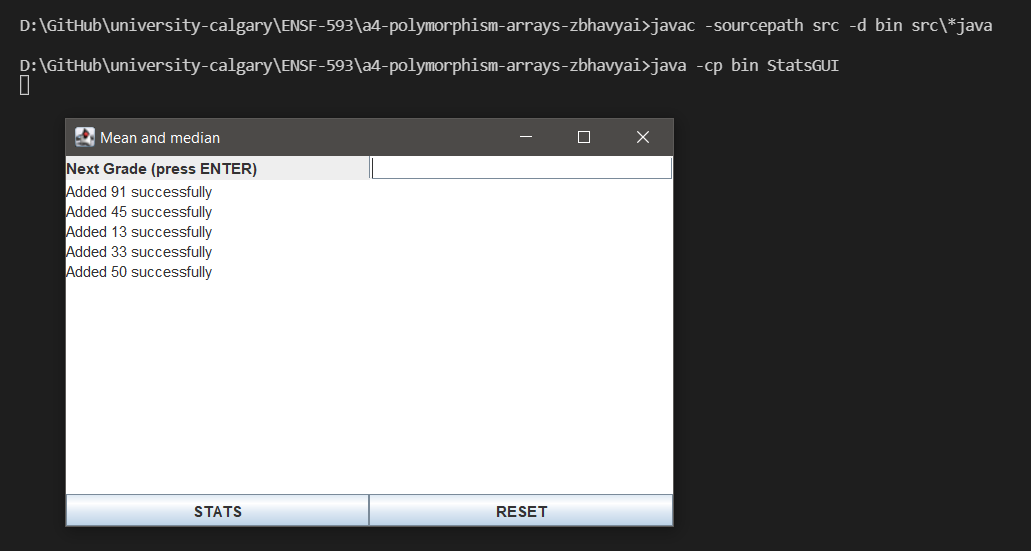 D:\GitHub\university-calgary\ENSF-593\a4-polymorphism-arrays-zbhavyai>javac -sourcepath src -d bin src\*java
D:\GitHub\university-calgary\ENSF-593\a4-polymorphism-arrays-zbhavyai>java -cp bin StatsGUI
Mean and median
Next Grade (press ENTER)
Added 91 successfully
Added 45 successfully
Added 13 successfully
Added 33 successfully
Added 50 successfully
STATS RESET